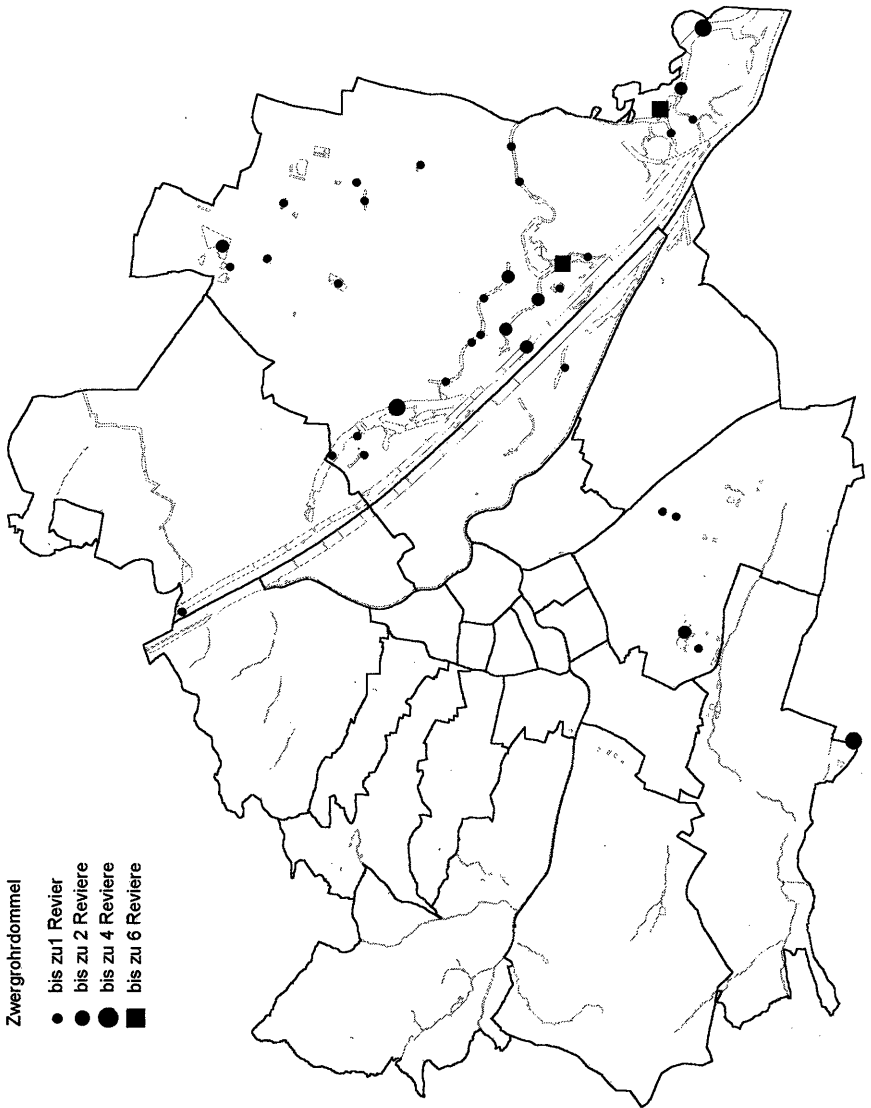 Zwergrohrdommel
bis zu1 Revier
bis zu 2 Reviere
bis zu 4 Reviere
bis zu 6 Reviere